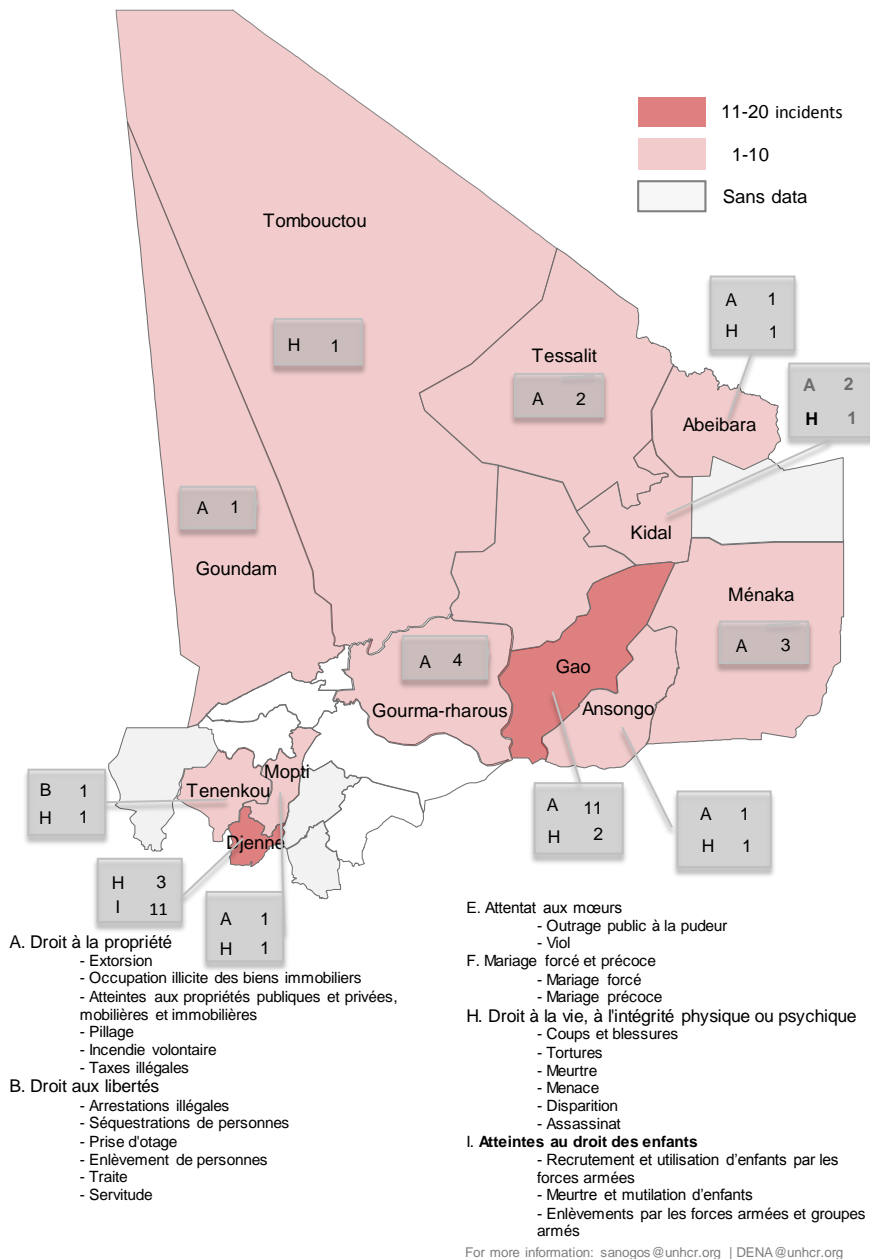 11-20 incidents
1-10
Sans data
Tombouctou
H 1
Tessalit
A 2
A 1
H 1
Abeibara
A 2
H 1
Kidal
A 1
Goundam
Ménaka
A 3
A 4
Gourma-rharous
Gao
Ansongo
Mopti
Tenenkou
B 1
H 1
Djenne
A 11
H 2
A 1
H 1
H 3
I 11
A 1
H 1
A. Droit à la propriété
- Extorsion
- Occupation illicite des biens immobiliers
- Atteintes aux propriétés publiques et privées,
mobilières et immobilières
- Pillage
- Incendie volontaire
- Taxes illégales
B. Droit aux libertés
- Arrestations illégales
- Séquestrations de personnes
- Prise d'otage
- Enlèvement de personnes
- Traite
- Servitude
E. Attentat aux mœurs
- Outrage public à la pudeur
- Viol
F. Mariage forcé et précoce
- Mariage forcé
- Mariage précoce
H. Droit à la vie, à l'intégrité physique ou psychique
- Coups et blessures
- Tortures
- Meurtre
- Menace
- Disparition
- Assassinat
I. Atteintes au droit des enfants
- Recrutement et utilisation d'enfants par les
forces armées
- Meurtre et mutilation d'enfants
- Enlèvements par les forces armées et groupes
armés
For more information: sanogos@unhcr.org | DENA@unhcr.org